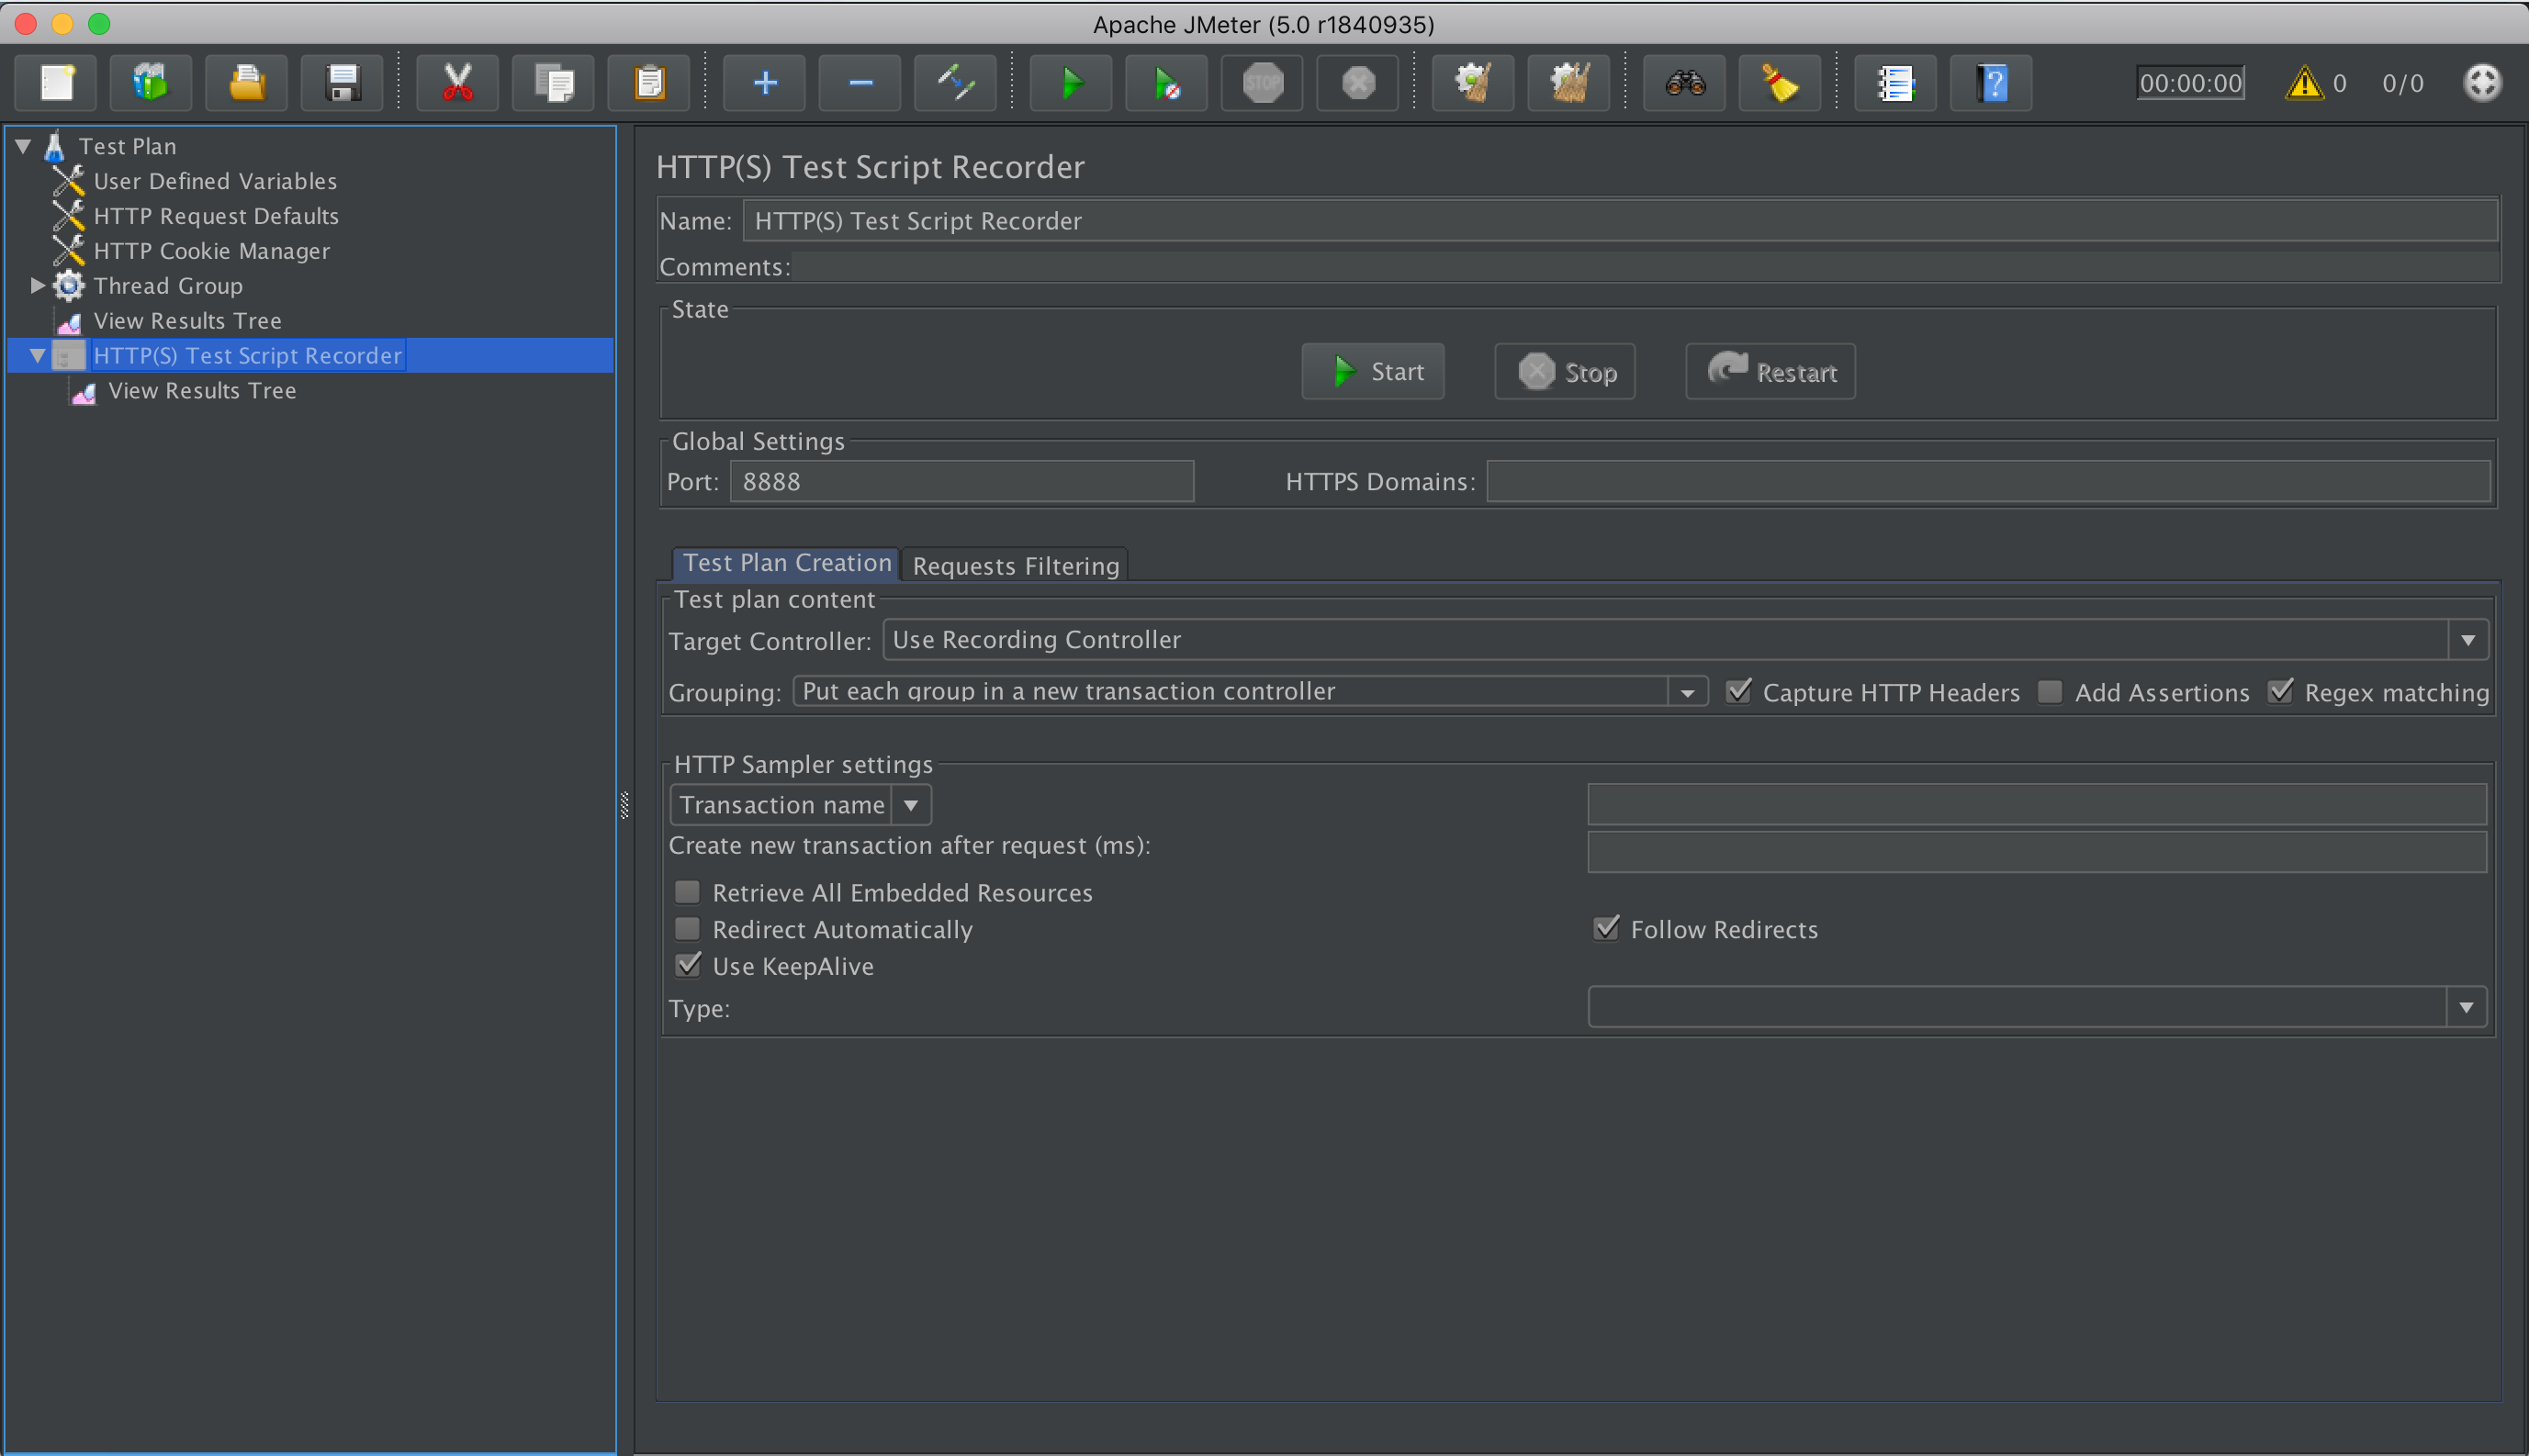 Apache JMeter (5.0 r1840935)
STOP
?
00:00:00
0
0/0
Test Plan
User Defined Variables
HTTP Request Defaults
HTTP Cookie Manager
Thread Group
View Results Tree
HTTP(S) Test Script Recorder
View Results Tree
HTTP(S) Test Script Recorder
Name: HTTP(S) Test Script Recorder
Comments:
State
Start Stop Restart
Global Settings
Port: 8888 HTTPS Domains:
Test Plan Creation Requests Filtering
Test plan content
Target Controller: Use Recording Controller
Grouping: Put each group in a new transaction controller Capture HTTP Headers Add Assertions Regex matching
HTTP Sampler settings
Transaction name
Create new transaction after request (ms):
Retrieve All Embedded Resources
Redirect Automatically Follow Redirects
Use KeepAlive
Type: